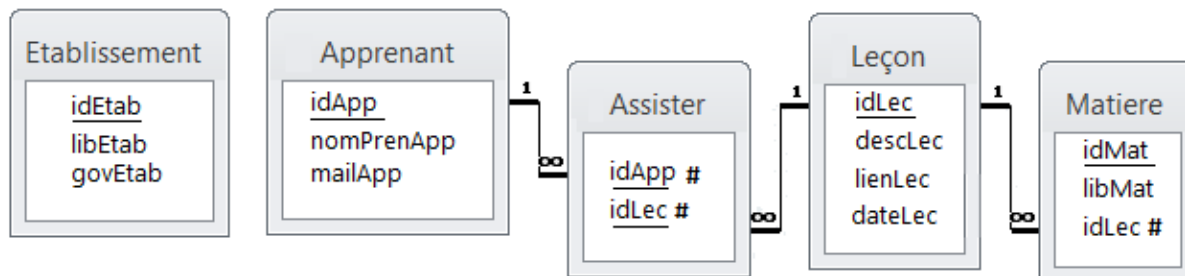 Etablissement
idEtab
libEtab
govEtab
Apprenant
idApp
nomPrenApp
mailApp
1
∞
Assister
idApp #
idLec #
1
∞
Leçon
idLec
descLec
lienLec
dateLec
1
∞
Matiere
idMat
libMat
idLec #